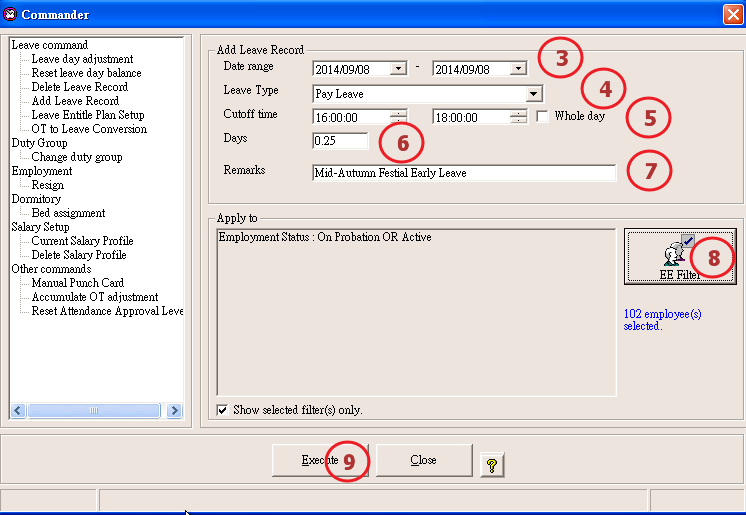 Commander
Leave command
Leave day adjustment
Reset leave day balance
Delete Leave Record
Add Leave Record
Leave Entitle Plan Setup
OT to Leave Conversion
Duty Group
Change duty group
Employment
Resign
Dormitory
Bed assignment
Salary Setup
Current Salary Profile
Delete Salary Profile
Other commands
Manual Punch Card
Accumulate OT adjustment
Reset Attendance Approval Leve
Add Leave Record
Date range 2014/09/08 - 2014/09/08 3
Leave Type Pay Leave 4
Cutoff time 16:00:00 18:00:00 Whole day 5
Days 0.25 6
Remarks Mid-Autumn Festial Early Leave 7
Apply to
Employment Status : On Probation OR Active
EE Filter 8
102 employee(s)
selected.
Show selected filter(s) only.
Execute 9 Close ?